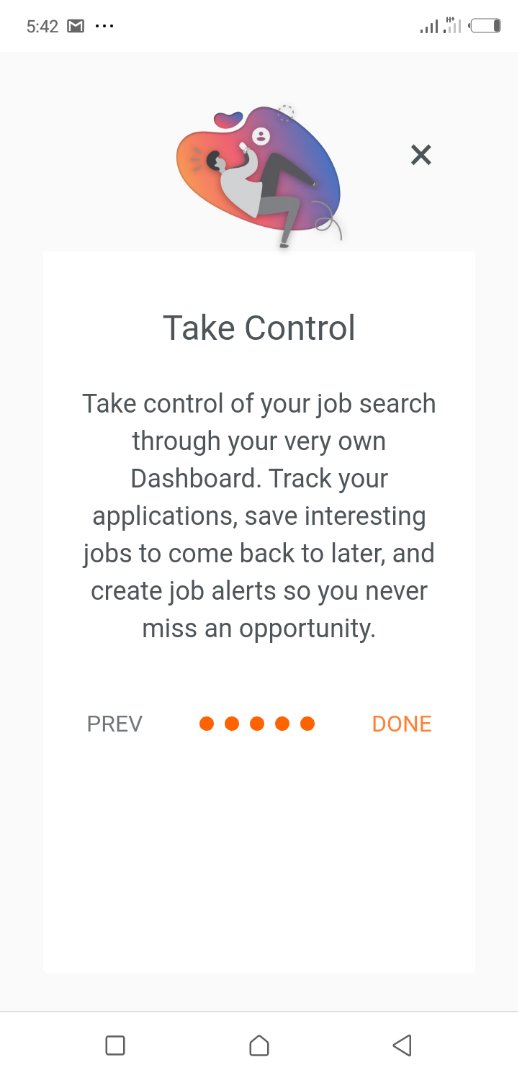 5:42
H+
Take Control
Take control of your job search
through your very own
Dashboard. Track your
applications, save interesting
jobs to come back to later, and
create job alerts so you never
miss an opportunity.
PREV
DONE